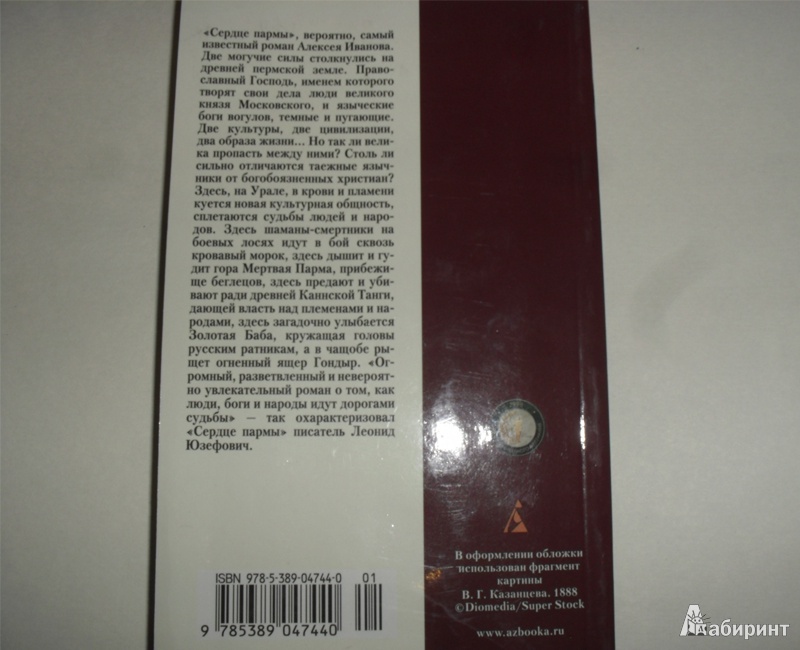 «Сердце пармы», вероятно, самый
известный роман Алексея Иванова.
Две могучие силы столкнулись на
древней пермской земле. Право-
славный Господь, именем которого
творят свои дела люди великого
князя Московского, и языческие
боги вогулов, темные и пугающие.
Две культуры, две цивилизации,
два образа жизни... Но так ли вели-
ка пропасть между ними? Столь ли
сильно отличаются таежные языч-
ники от богобоязненных христиан?
Здесь, на Урале, в крови и пламени
куется новая культурная общность,
сплетаются судьбы людей и наро-
дов. Здесь шаманы-смертники на
боевых лосях идут в бой сквозь
кровавый морок, здесь дышит и гу-
дит гора Мертвая Парма, прибежи-
ще беглецов, здесь предают и уби-
вают ради древней Канской Танги,
дающей власть над племенами и на-
родами, здесь загадочно улыбается
Золотая Баба, кружащая головы
русским ратникам, а в чащобе ры-
щет огненный ящер Гондыр. «Ог-
ромный, разветвленный и невероят-
но увлекательный роман о том, как
люди, боги и народы идут дорогами
судьбы» — так охарактеризовал
«Сердце пармы» писатель Леонид
Юзефович.
ISBN 978-5-389-04744-0 01
9 785389 047440
В оформлении обложки
использован фрагмент
картины
В. Г. Казанцева. 1888
©Diomedia/Super Stock
www.azbooka.ru
Лабиринт